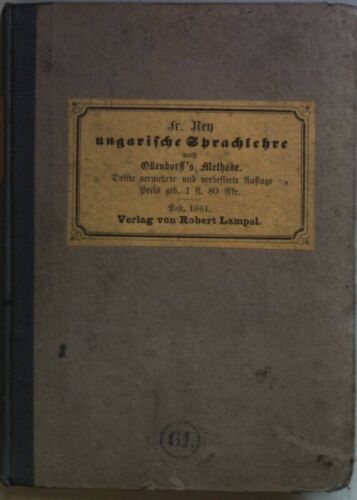 Fr. Ney
ungarische Sprachlehre
nach
Ollendorff's Methode.
Dritte vermehrte und verbesserte Auflage
Preis geb. 1 fl. 80 Nkr.
Pest, 1861.
Verlag von Robert Lampel.
61.